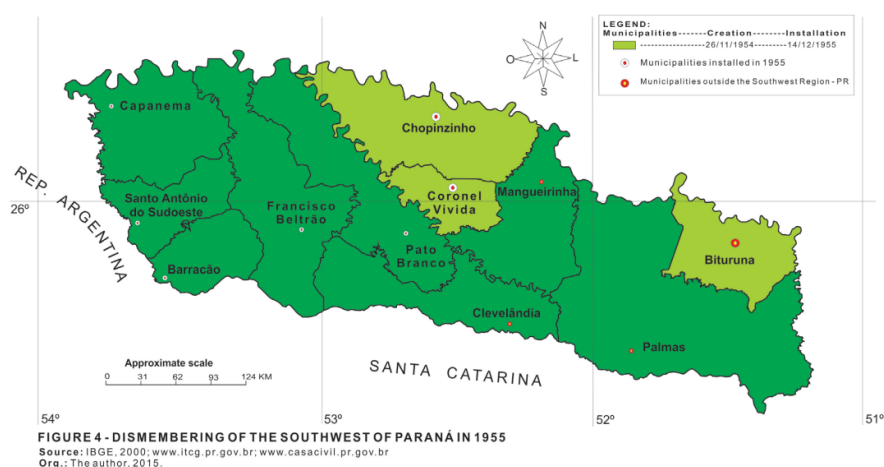 LEGEND:
Municipalities------Creation-------Installation
-----------------26/11/1954-----14/12/1955
Municipalities installed in 1955
Municipalities outside the Southwest Region - PR
N
O
L
S
Capanema
Chopinzinho
REP. ARGENTINA
26º
Santo Antônio
do Sudoeste
Francisco
Beltrão
Coronel
Vivida
Mangueirinha
Barracão
Pato
Branco
Bituruna
Clevelândia
Palmas
Approximate scale
0 31 62 93 124 KM
SANTA CATARINA
54º
53º
52º
51º
FIGURE 4 - DISMEMBERING OF THE SOUTHWEST OF PARANÁ IN 1955
Source: IBGE, 2000; www.itcg.pr.gov.br; www.casacivil.pr.gov.br
Org.: The author, 2015.